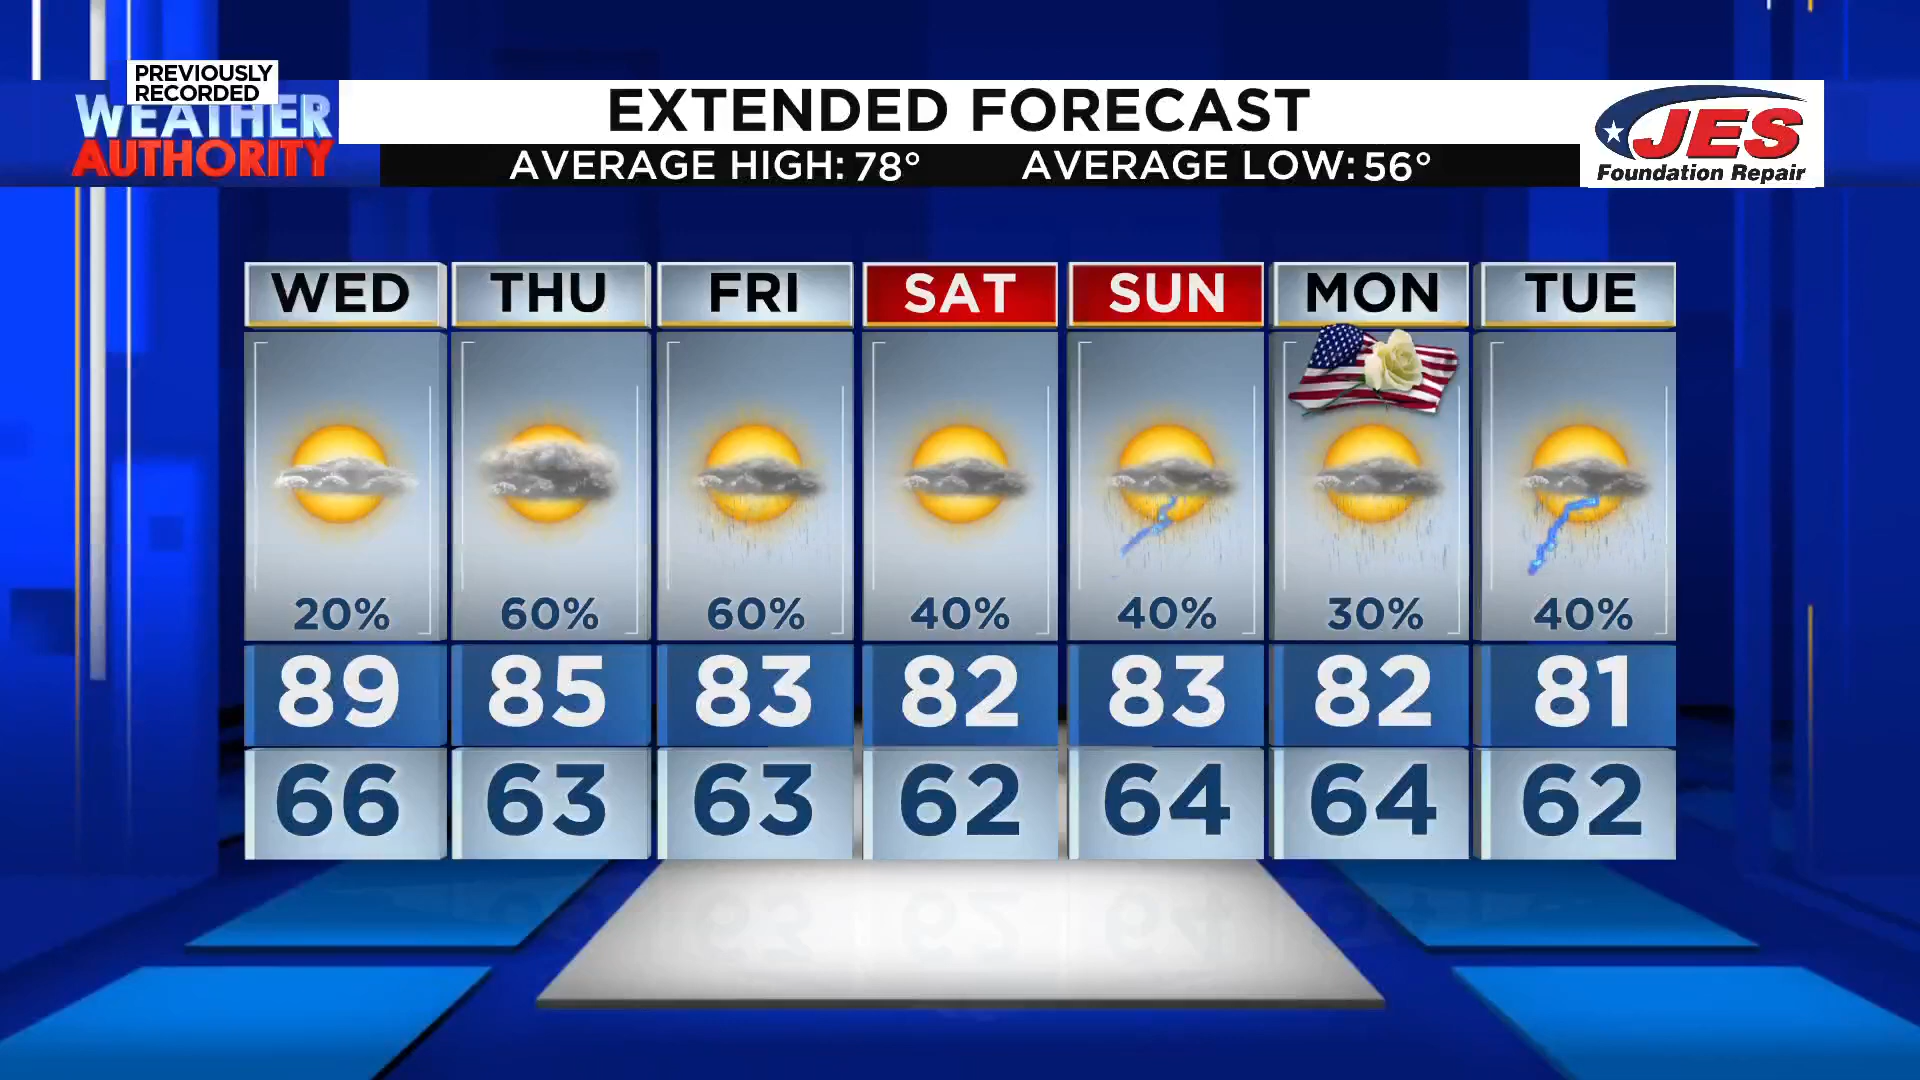 PREVIOUSLY
RECORDED
WEATHER
AUTHORITY
EXTENDED FORECAST
AVERAGE HIGH: 78° AVERAGE LOW: 56°
JES
Foundation Repair
WED THU FRI SAT SUN MON TUE
20% 60% 60% 40% 40% 30% 40%
89 85 83 82 83 82 81
66 63 63 62 64 64 62